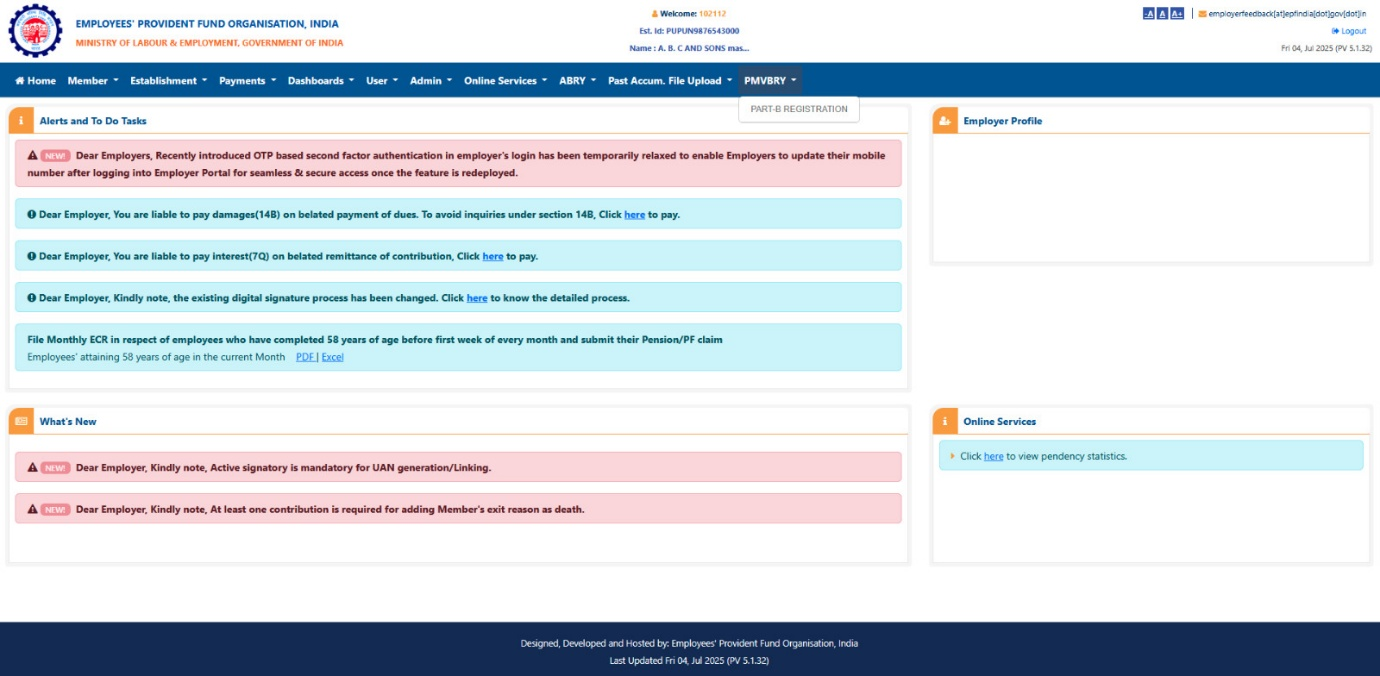 EMPLOYEES' PROVIDENT FUND ORGANISATION, INDIA
MINISTRY OF LABOUR & EMPLOYMENT, GOVERNMENT OF INDIA
Welcome: 102112
Est. Id: PUPUN9876543000
Name : A. B. C AND SONS mas...
-A A A+ | employerfeedback[at]epfindia[dot]gov[dot]in
Logout
Fri 04, Jul 2025 (PV 5.1.32)
Home Member Establishment Payments Dashboards User Admin Online Services ABRY Past Accum. File Upload PMVBRY
PART-B REGISTRATION
Alerts and To Do Tasks
NEW! Dear Employers, Recently introduced OTP based second factor authentication in employer's login has been temporarily relaxed to enable Employers to update their mobile
number after logging into Employer Portal for seamless & secure access once the feature is redeployed.
Dear Employer, You are liable to pay damages(14B) on belated payment of dues. To avoid inquiries under section 14B, Click here to pay.
Dear Employer, You are liable to pay interest(7Q) on belated remittance of contribution, Click here to pay.
Dear Employer, Kindly note, the existing digital signature process has been changed. Click here to know the detailed process.
File Monthly ECR in respect of employees who have completed 58 years of age before first week of every month and submit their Pension/PF claim
Employees' attaining 58 years of age in the current Month PDF | Excel
Employer Profile
What's New
NEW! Dear Employer, Kindly note, Active signatory is mandatory for UAN generation/Linking.
NEW! Dear Employer, Kindly note, At least one contribution is required for adding Member's exit reason as death.
Online Services
Click here to view pendency statistics.
Designed, Developed and Hosted by: Employees' Provident Fund Organisation, India
Last Updated Fri 04, Jul 2025 (PV 5.1.32)